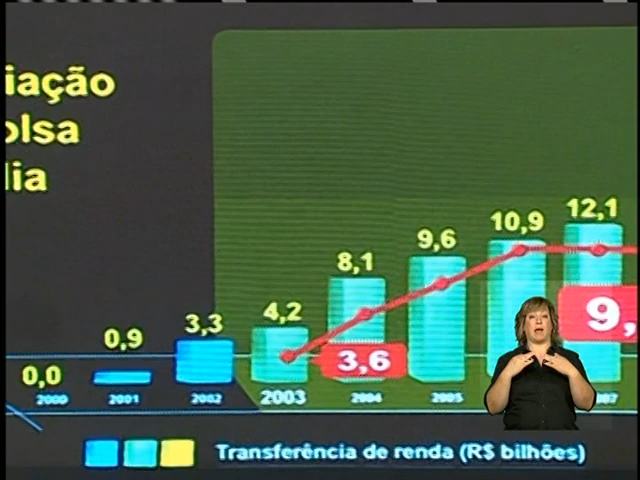 iação
olsa
lia
12,1
10,9
9,6
8,1
4,2
3,3
0,9
0,0
3,6
9,
2000 2001 2002 2003 2004 2005
Transferência de renda (R$ bilhões)